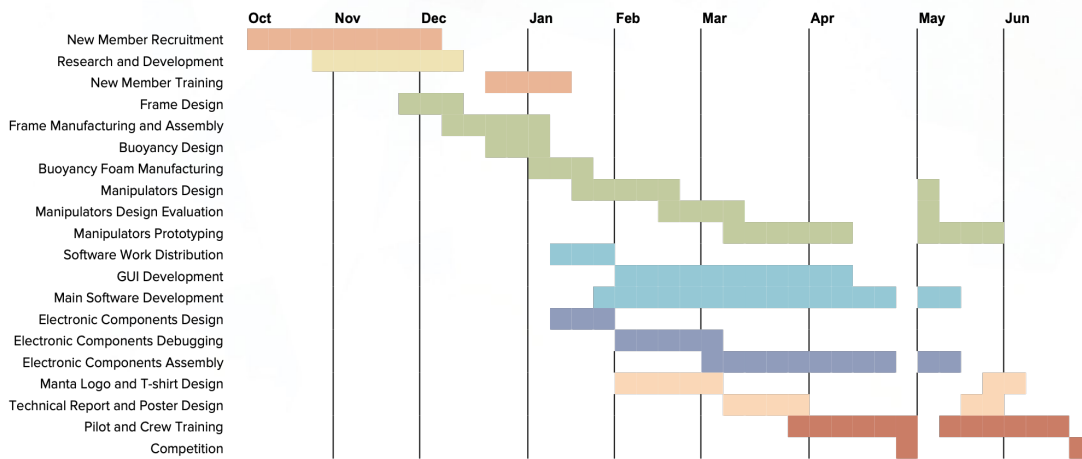 Oct Nov Dec Jan Feb Mar Apr May Jun
New Member Recruitment
Research and Development
New Member Training
Frame Design
Frame Manufacturing and Assembly
Buoyancy Design
Buoyancy Foam Manufacturing
Manipulators Design
Manipulators Design Evaluation
Manipulators Prototyping
Software Work Distribution
GUI Development
Main Software Development
Electronic Components Design
Electronic Components Debugging
Electronic Components Assembly
Manta Logo and T-shirt Design
Technical Report and Poster Design
Pilot and Crew Training
Competition